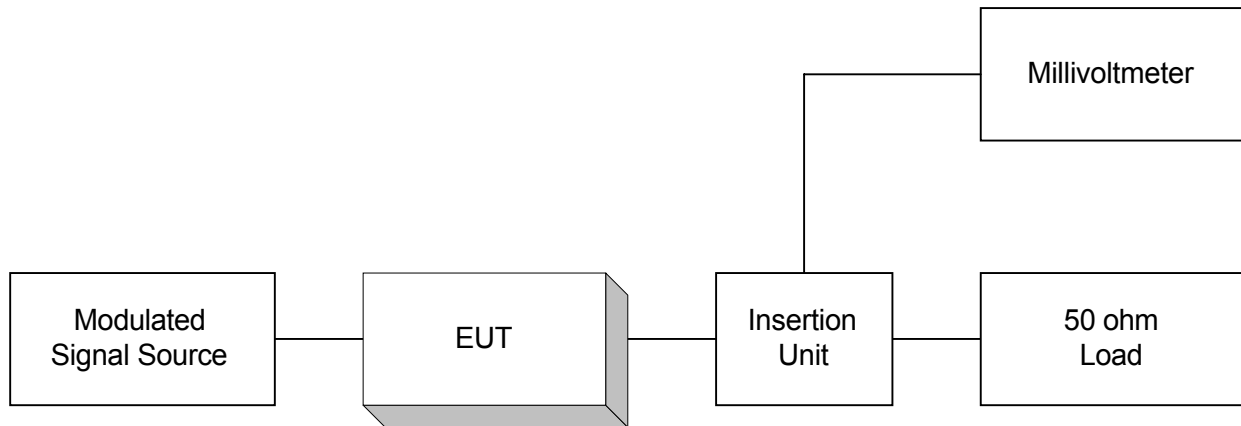 Millivoltmeter
Modulated
Signal Source
EUT
Insertion
Unit
50 ohm
Load